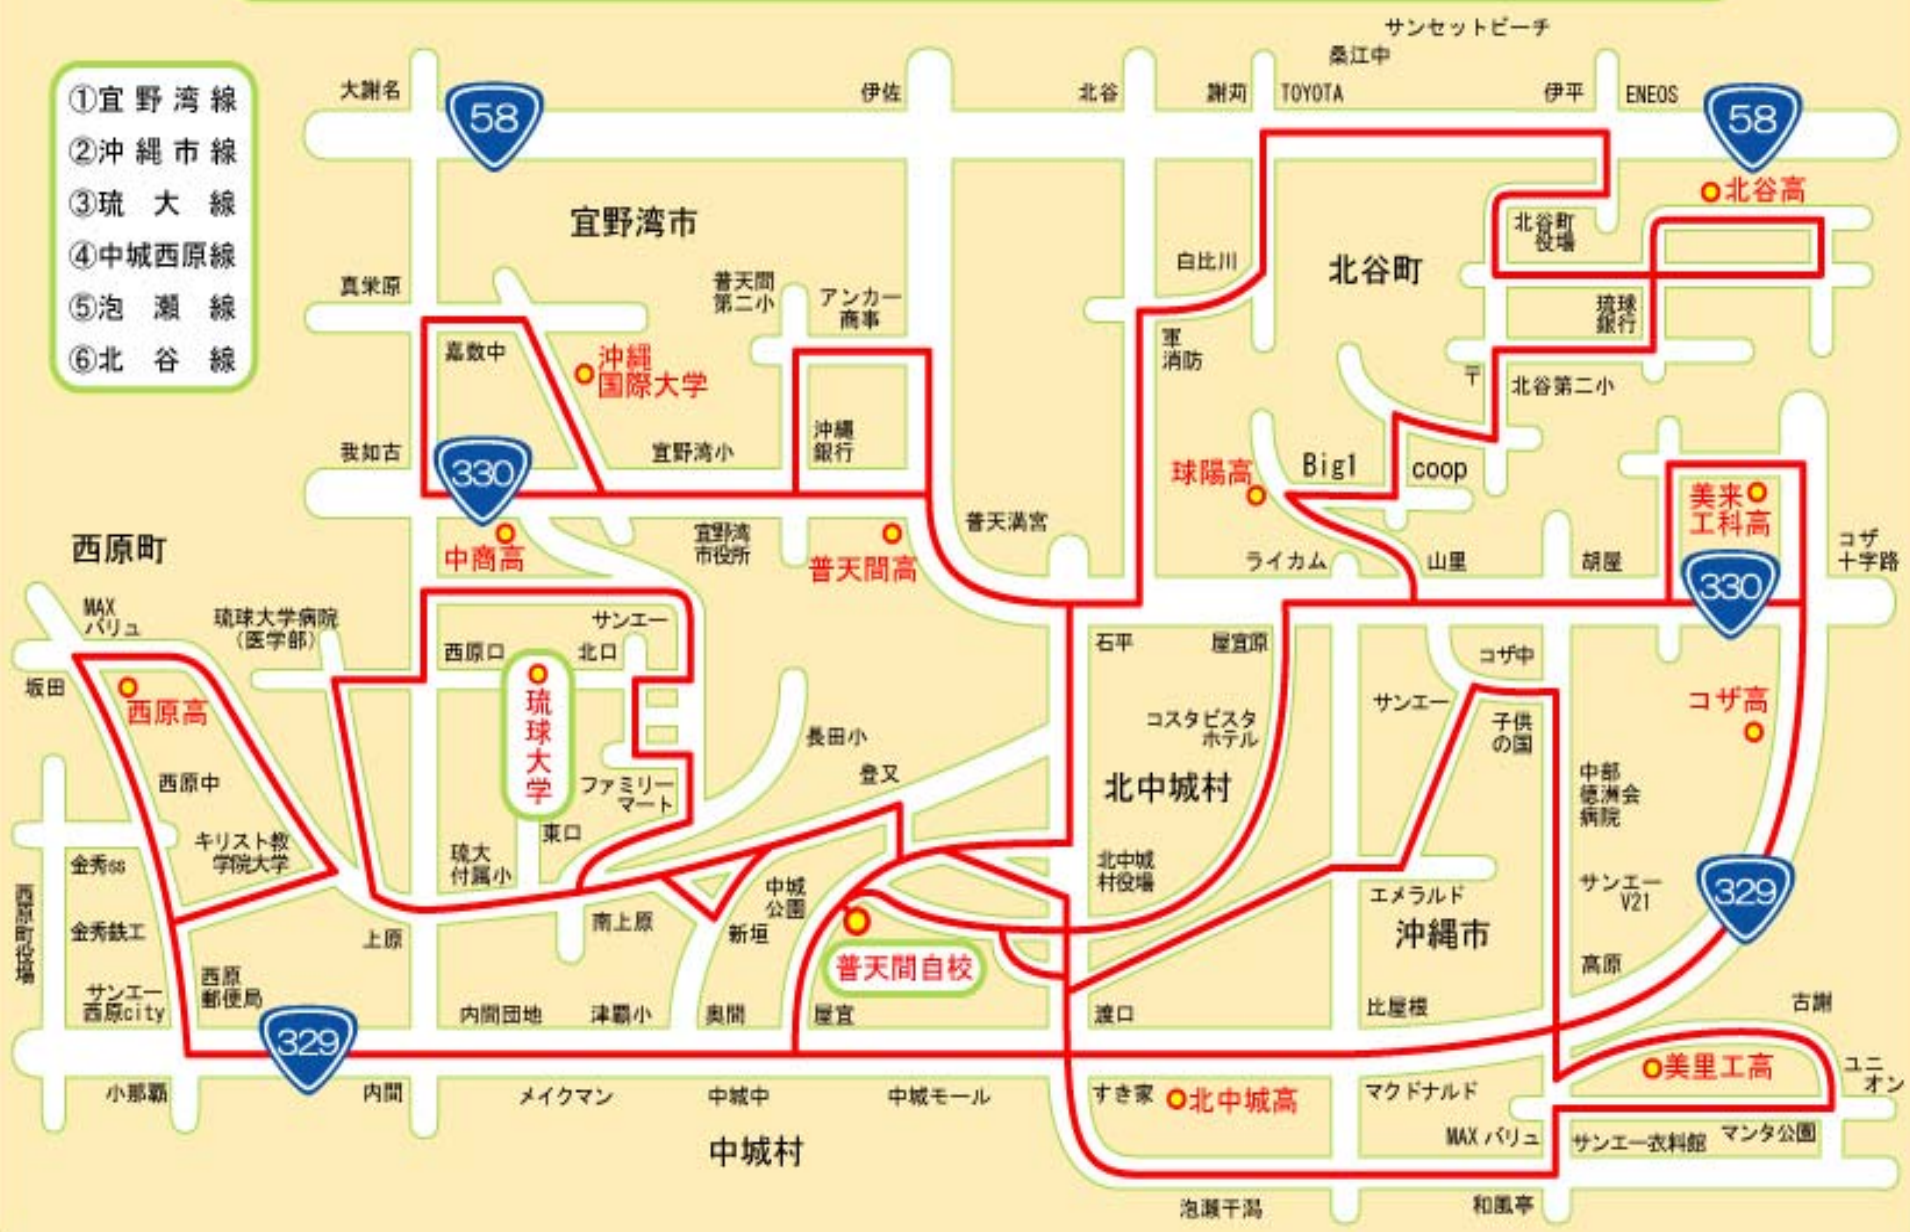 ①宜野湾線
②沖縄市線
③琉大線
④中城西原線
⑤泡瀬線
⑥北谷線
サンセットビーチ
桑江中
大謝名
58
伊佐
北谷
謝苅
TOYOTA
伊平
ENEOS
58
北谷高
宜野湾市
北谷町
役場
白比川
北谷町
真栄原
普天間
第二小
アンカー
商事
琉球
銀行
軍
消防
嘉数中
沖縄
国際大学
〒
北谷第二小
我如古
330
宜野湾小
沖縄
銀行
球陽高
Big1
coop
美来
工科高
西原町
中商高
宜野湾
市役所
普天間高
普天満宮
ライカム
山里
胡屋
330
コザ
十字路
MAX
バリュ
琉球大学病院
(医学部)
サンエー
西原口
北口
石平
屋宜原
コザ中
坂田
西原高
琉球大学
コスタビスタ
ホテル
サンエー
子供
の国
コザ高
長田小
登又
西原中
ファミリー
マート
北中城村
中部
徳洲会
病院
東口
キリスト教
学院大学
琉大
付属小
金秀SS
中城
公園
北中城
村役場
エメラルド
サンエー
V21
329
西原町役場
金秀鉄工
上原
南上原
新垣
普天間自校
沖縄市
高原
サンエー
西原city
西原
郵便局
329
内間団地
津覇小
奥間
屋宜
渡口
比屋根
古謝
美里工高
ユニ
オン
小那覇
内間
メイクマン
中城中
中城モール
すき家
北中城高
マクドナルド
中城村
MAXバリュ
サンエー衣料館
マンタ公園
泡瀬干潟
和風亭